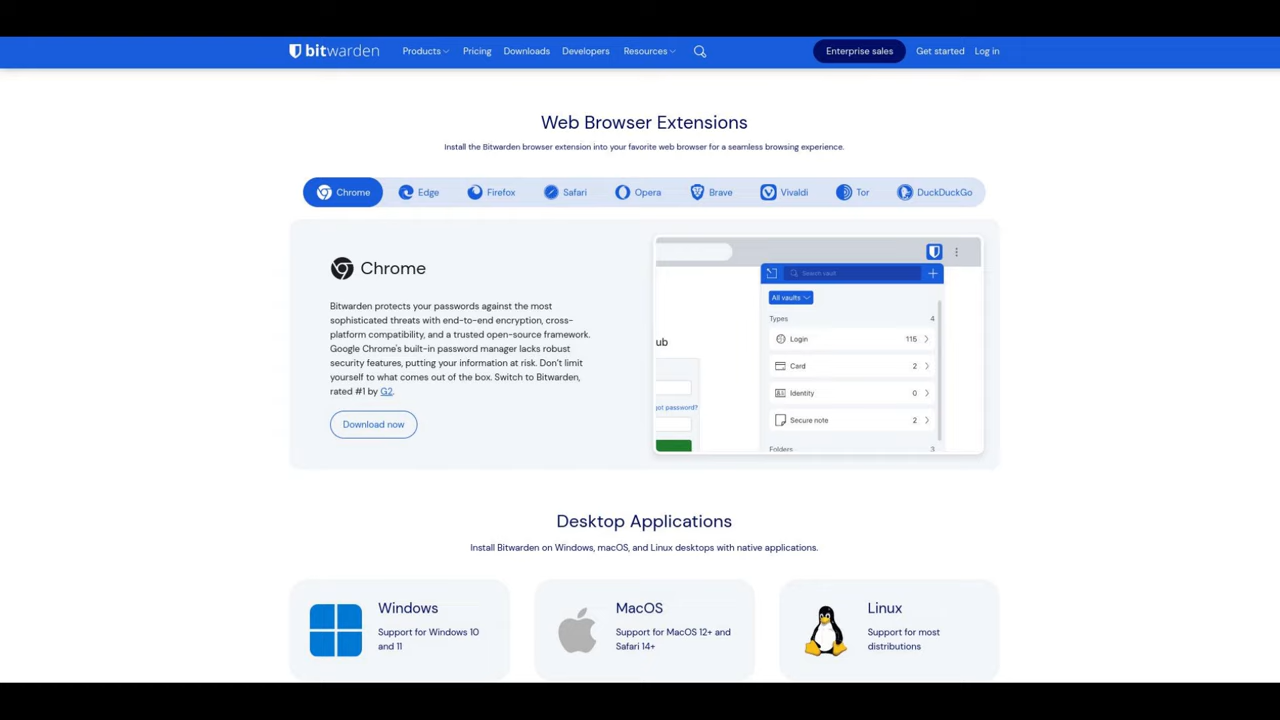 bitwarden
Products Pricing Downloads Developers Resources
Enterprise sales Get started Log in
Web Browser Extensions
Install the Bitwarden browser extension into your favorite web browser for a seamless browsing experience.
Chrome Edge Firefox Safari Opera Brave Vivaldi Tor DuckDuckGo
Chrome
Bitwarden protects your passwords against the most
sophisticated threats with end-to-end encryption, cross-
platform compatibility, and a trusted open-source framework.
Google Chrome's built-in password manager lacks robust
security features, putting your information at risk. Don't limit
yourself to what comes out of the box. Switch to Bitwarden,
rated #1 by G2.
Download now
ub
got password?
Search vault
All vaults
Types 4
Login 115
Card 2
Identity 0
Secure note 2
Folders 3
Desktop Applications
Install Bitwarden on Windows, macOS, and Linux desktops with native applications.
Windows
Support for Windows 10
and 11
MacOS
Support for MacOS 12+ and
Safari 14+
Linux
Support for most
distributions